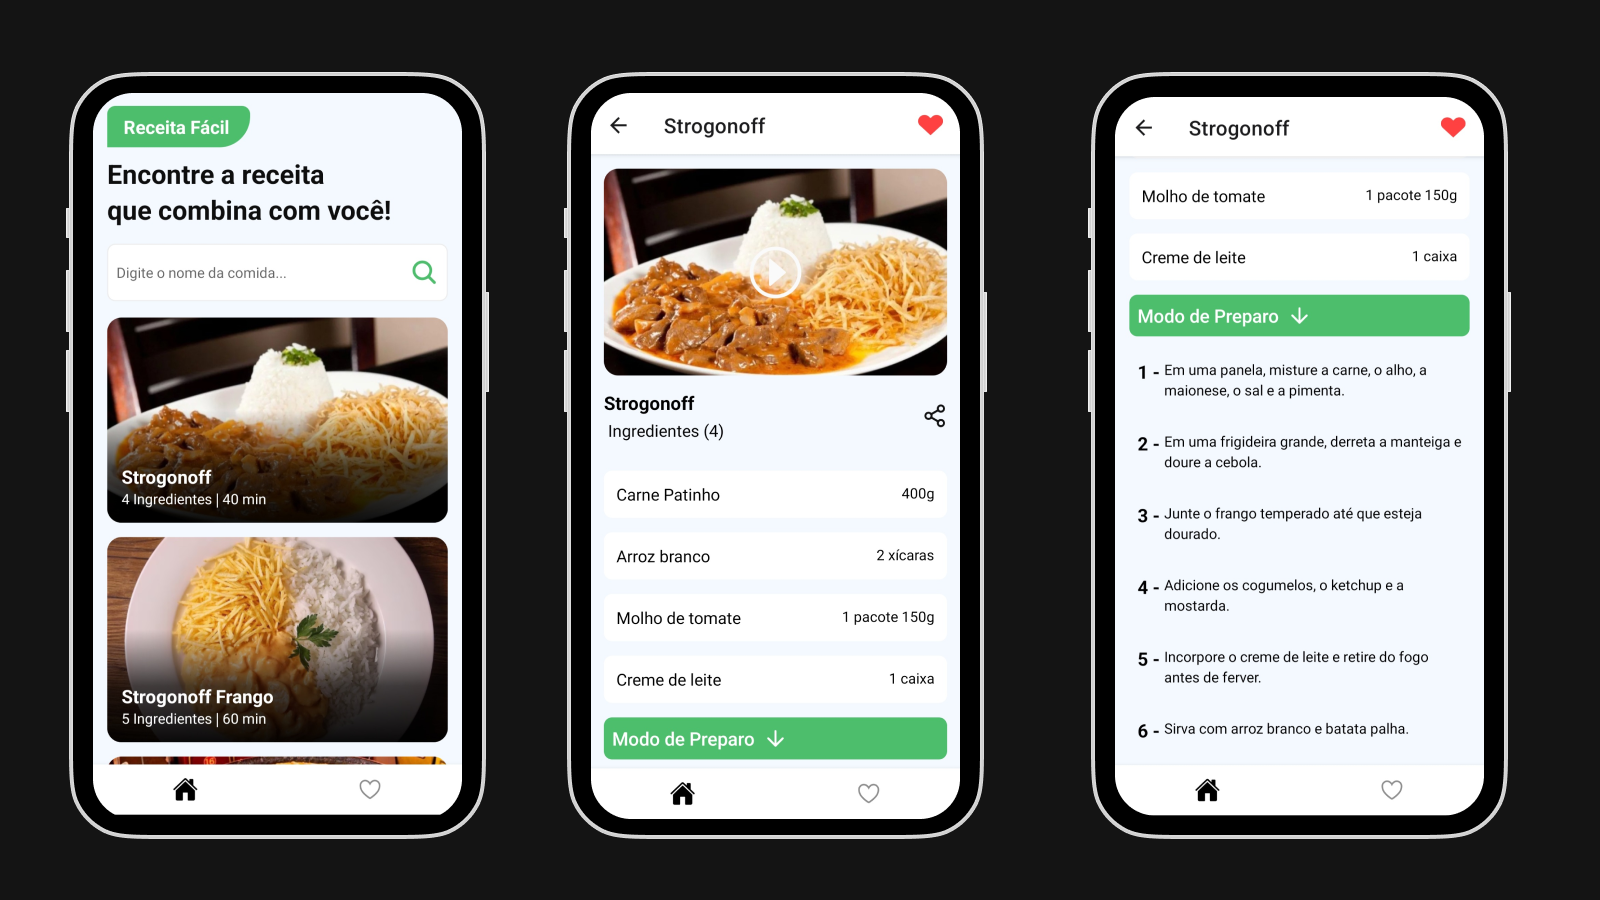 Receita Fácil
Encontre a receita
que combina com você!
Digite o nome da comida...
Strogonoff
4 Ingredientes | 40 min
Strogonoff Frango
5 Ingredientes | 60 min
Strogonoff
Strogonoff
Ingredientes (4)
Carne Patinho 400g
Arroz branco 2 xícaras
Molho de tomate 1 pacote 150g
Creme de leite 1 caixa
Modo de Preparo
Strogonoff
Molho de tomate 1 pacote 150g
Creme de leite 1 caixa
Modo de Preparo
1 - Em uma panela, misture a carne, o alho, a
maionese, o sal e a pimenta.
2 - Em uma frigideira grande, derreta a manteiga e
doure a cebola.
3 - Junte o frango temperado até que esteja
dourado.
4 - Adicione os cogumelos, o ketchup e a
mostarda.
5 - Incorpore o creme de leite e retire do fogo
antes de ferver.
6 - Sirva com arroz branco e batata palha.